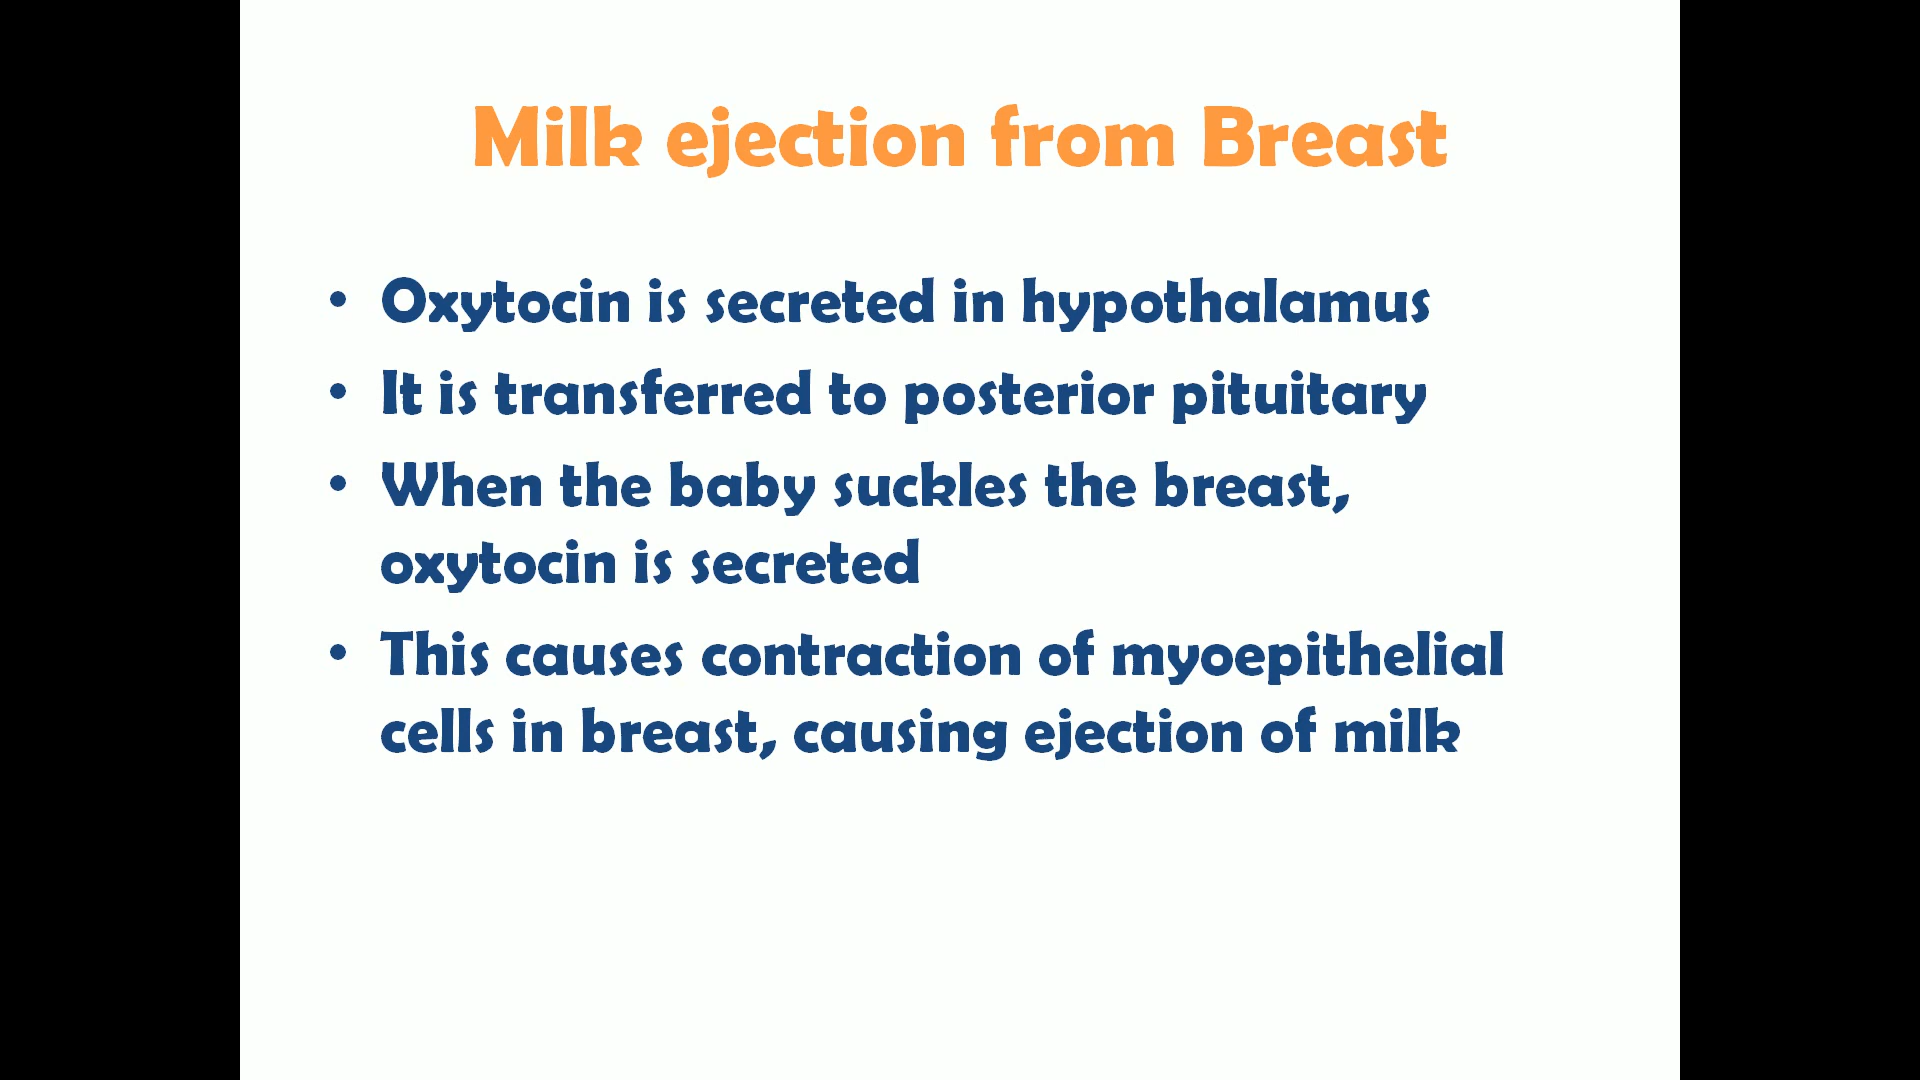 Milk ejection from Breast
• Oxytocin is secreted in hypothalamus
• It is transferred to posterior pituitary
• When the baby suckles the breast,
oxytocin is secreted
• This causes contraction of myoepithelial
cells in breast, causing ejection of milk